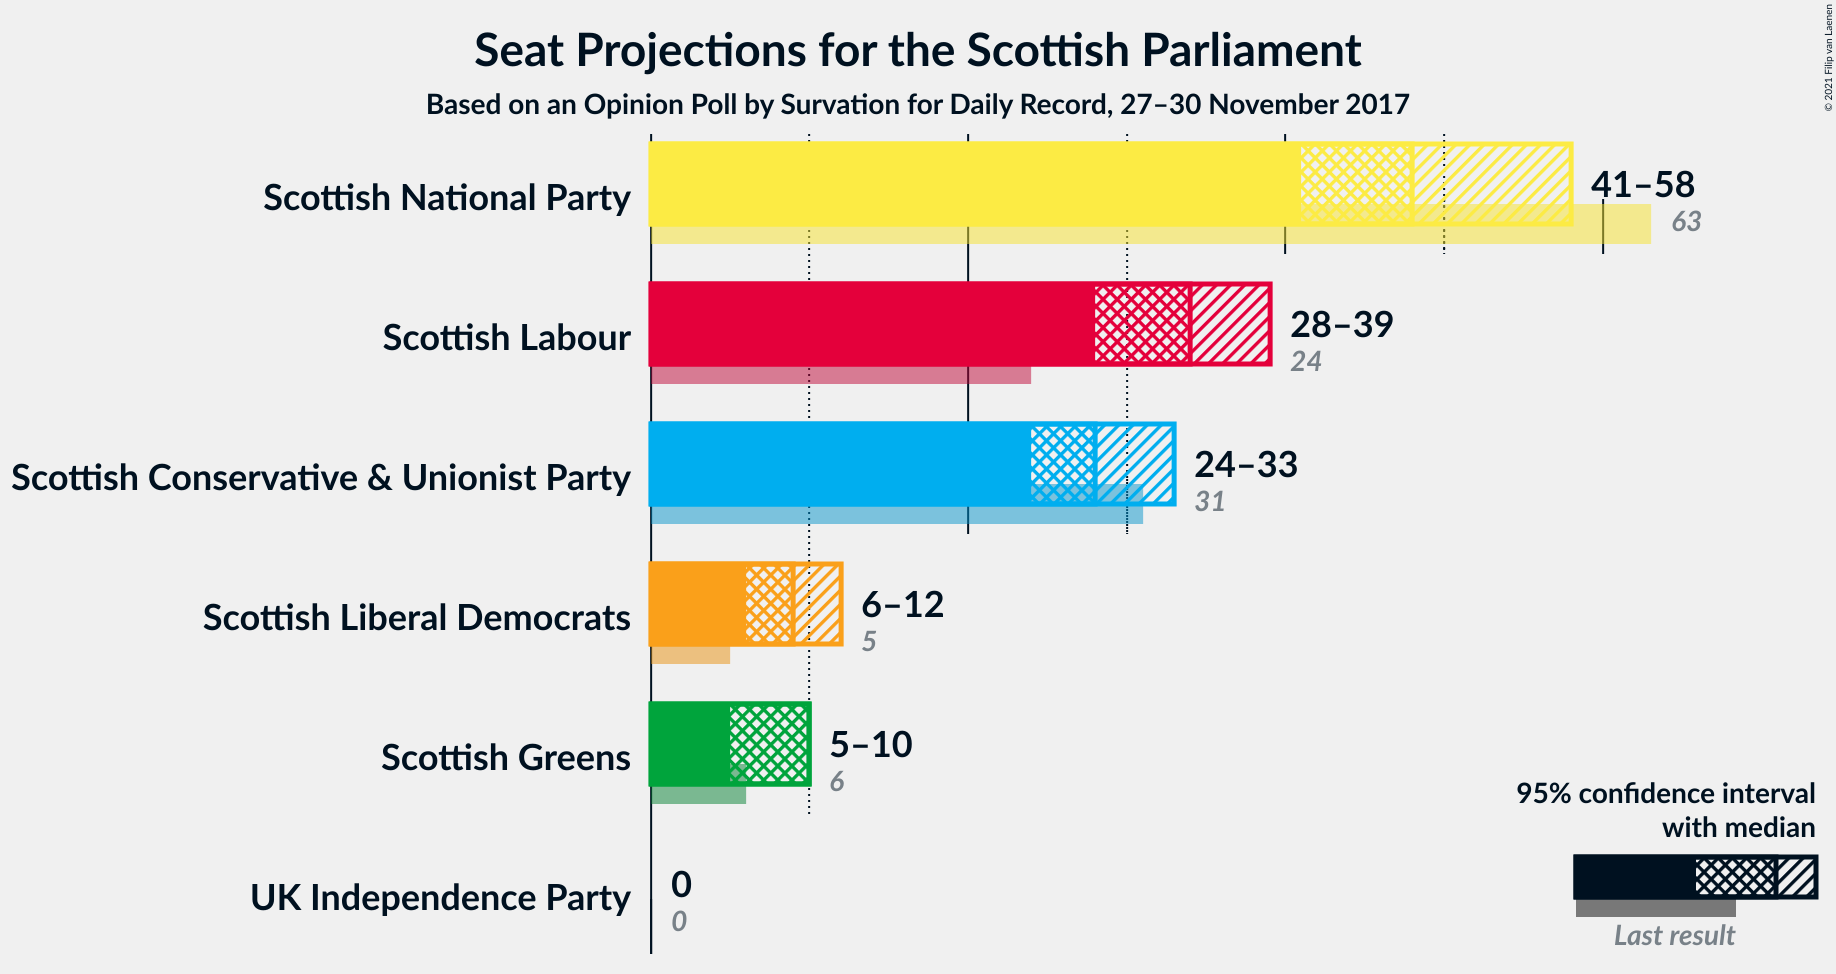 Seat Projections for the Scottish Parliament
Based on an Opinion Poll by Survation for Daily Record, 27–30 November 2017
© 2021 Filip van Laenen
Scottish National Party
41–58
63
Scottish Labour
28–39
24
Scottish Conservative & Unionist Party
24–33
31
Scottish Liberal Democrats
6–12
5
Scottish Greens
5–10
6
UK Independence Party
0
0
95% confidence interval
with median
Last result